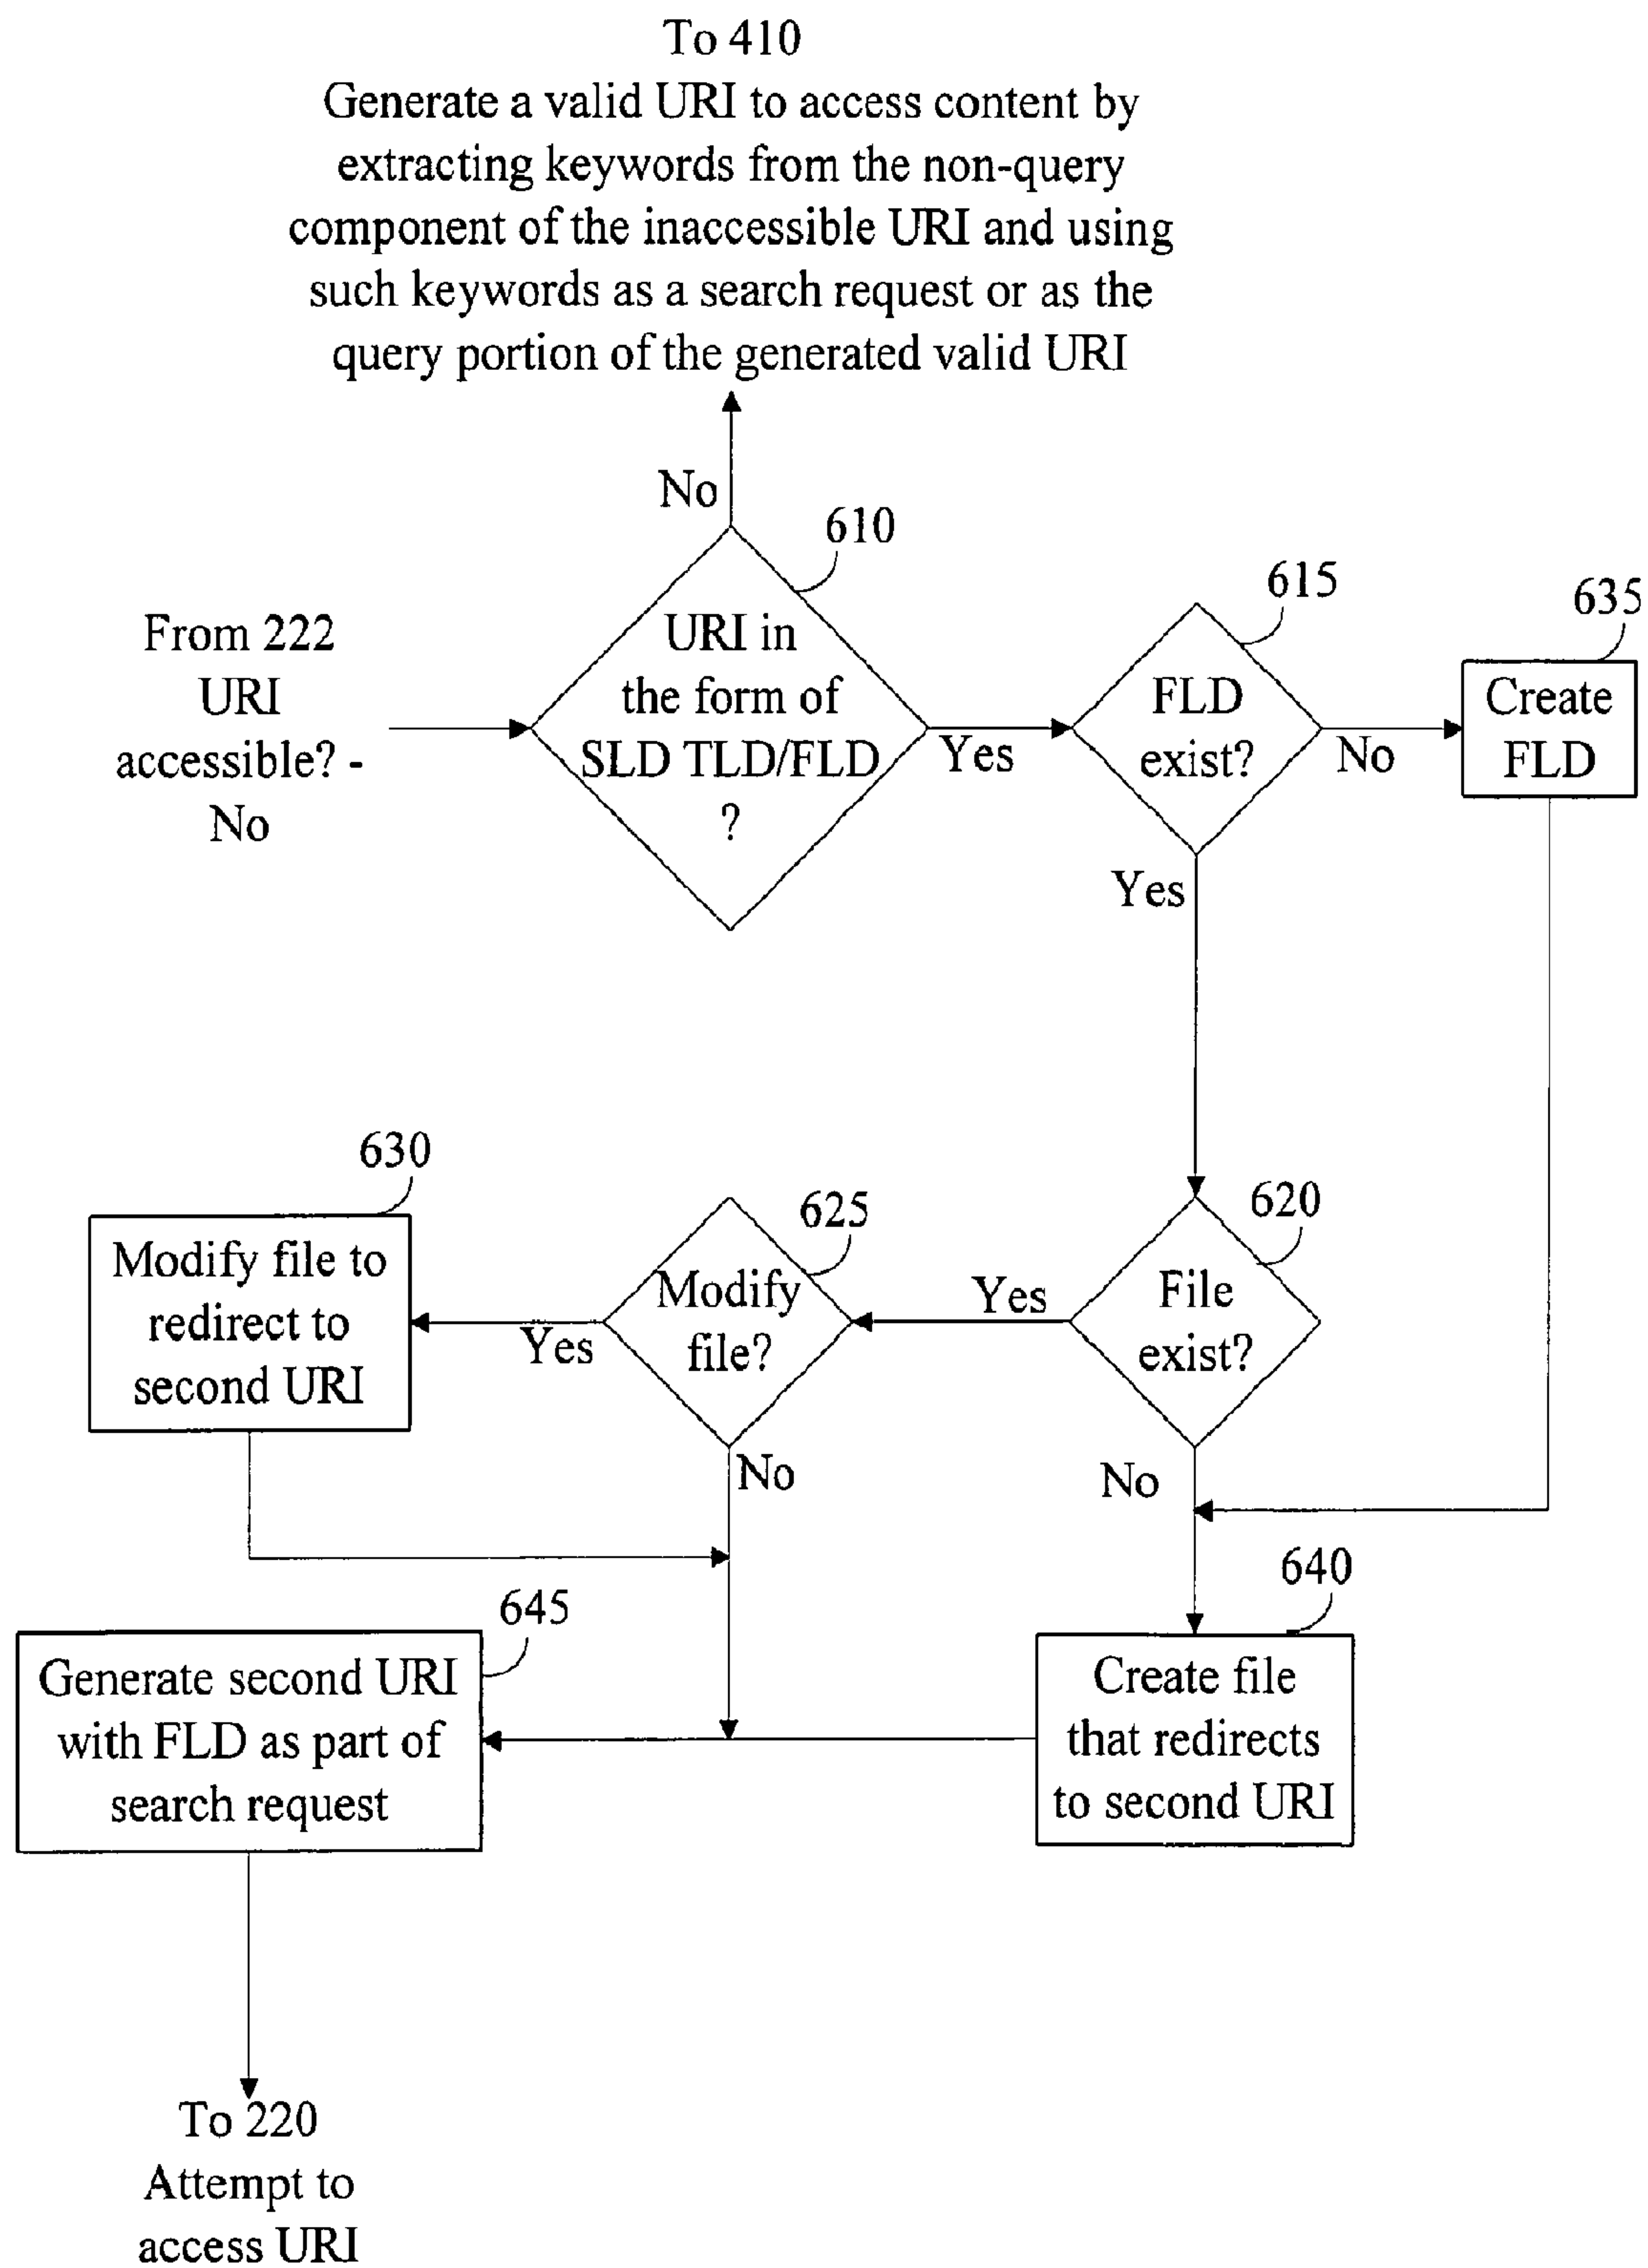 To 410
Generate a valid URI to access content by
extracting keywords from the non-query
component of the inaccessible URI and using
such keywords as a search request or as the
query portion of the generated valid URI
No
610
615
635
From 222
URI
accessible? -
No
URI in
the form of
SLD TLD/FLD
?
Yes
FLD
exist?
No
Create
FLD
Yes
630
625
620
Modify file to
redirect to
second URI
Yes
Modify
file?
Yes
File
exist?
No
No
645
640
Generate second URI
with FLD as part of
search request
Create file
that redirects
to second URI
To 220
Attempt to
access URI